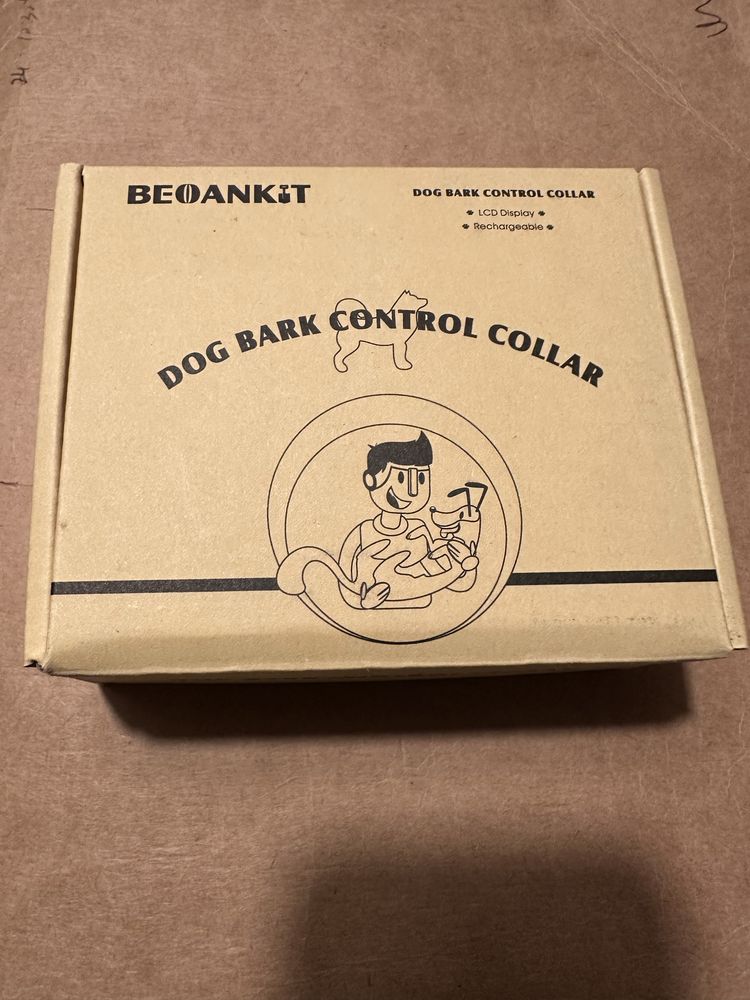 BEOANKIT
DOG BARK CONTROL COLLAR
LCD Display
Rechargeable
DOG BARK CONTROL COLLAR